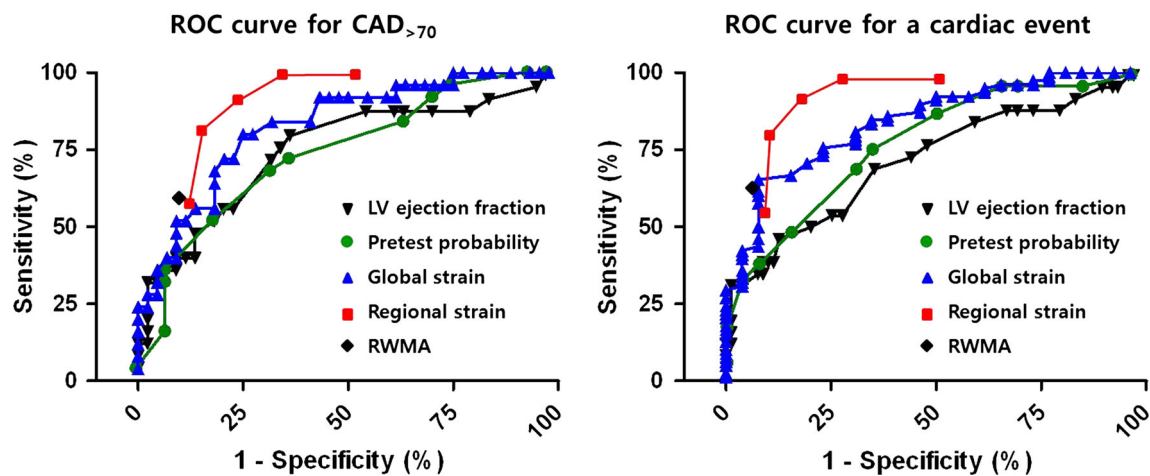 ROC curve for CAD>70
100
75
50
25
0
Sensitivity (%)
LV ejection fraction
Pretest probability
Global strain
Regional strain
RWMA
0
25
50
75
100
1 - Specificity (%)
ROC curve for a cardiac event
100
75
50
25
0
Sensitivity (%)
LV ejection fraction
Pretest probability
Global strain
Regional strain
RWMA
0
25
50
75
100
1 - Specificity (%)